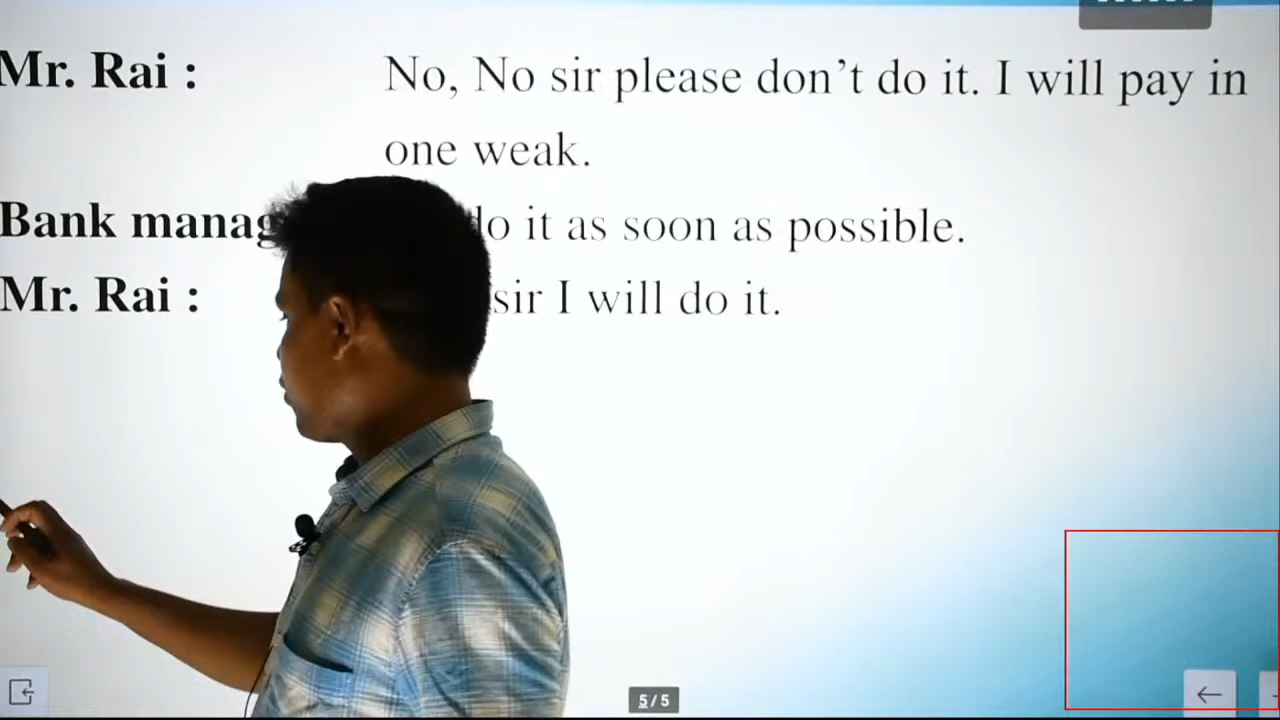 Mr. Rai : No, No sir please don't do it. I will pay in
one weak.
Bank manag do it as soon as possible.
Mr. Rai : sir I will do it.
5/5